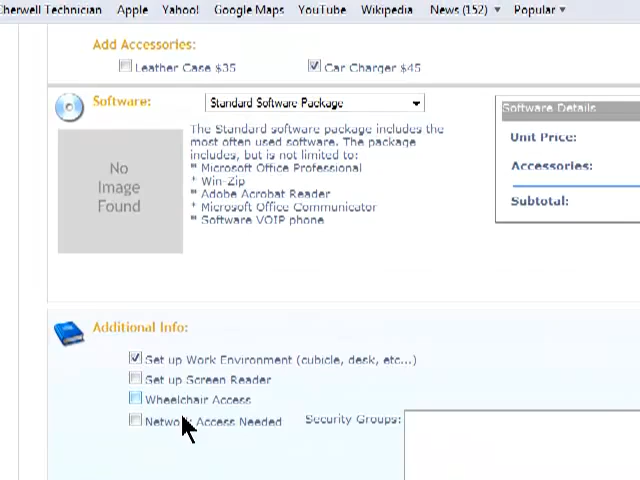 Cherwell Technician Apple Yahoo! Google Maps YouTube Wikipedia News (152) Popular
Add Accessories:
Leather Case $35 Car Charger $45
Software: Standard Software Package
Software Details
The Standard software package includes the
most often used software. The package
includes, but is not limited to:
* Microsoft Office Professional
* Win-Zip
* Adobe Acrobat Reader
* Microsoft Office Communicator
* Software VOIP phone
No
Image
Found
Unit Price:
Accessories:
Subtotal:
Additional Info:
Set up Work Environment (cubicle, desk, etc...)
Set up Screen Reader
Wheelchair Access
Network Access Needed Security Groups: